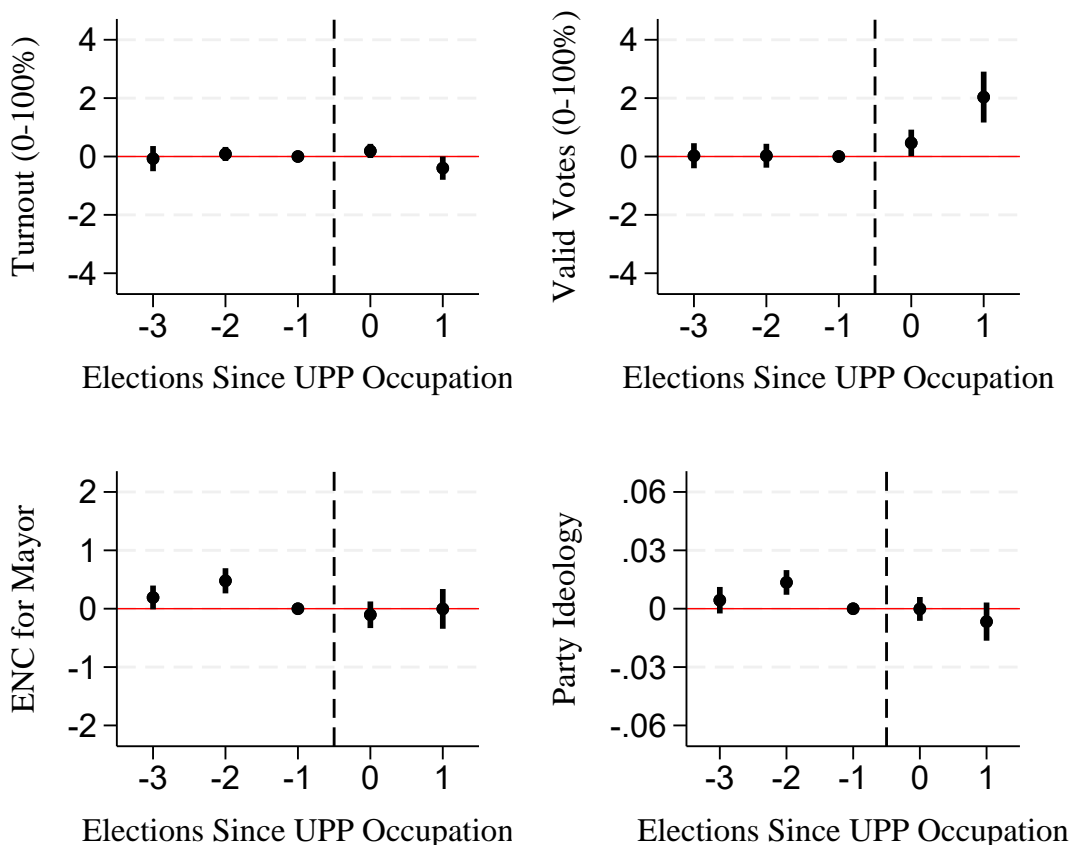 Turnout (0-100%)
4
2
0
-2
-4
-3 -2 -1 0 1
Elections Since UPP Occupation
Valid Votes (0-100%)
4
2
0
-2
-4
-3 -2 -1 0 1
Elections Since UPP Occupation
ENC for Mayor
2
1
0
-1
-2
-3 -2 -1 0 1
Elections Since UPP Occupation
Party Ideology
.06
.03
0
-.03
-.06
-3 -2 -1 0 1
Elections Since UPP Occupation